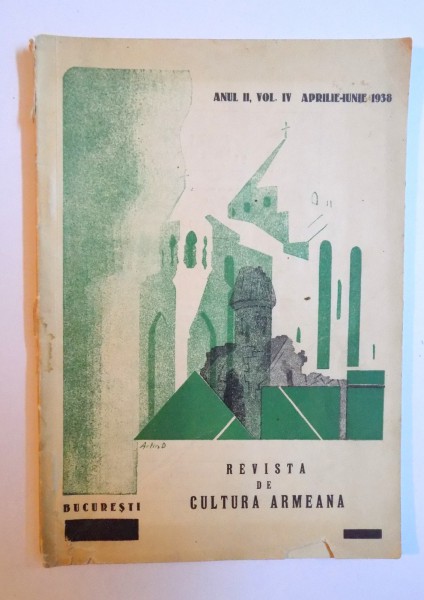 ANUL II, VOL. IV APRILIE-IUNIE 1938
REVISTA
DE
CULTURA ARMEANA
BUCUREȘTI